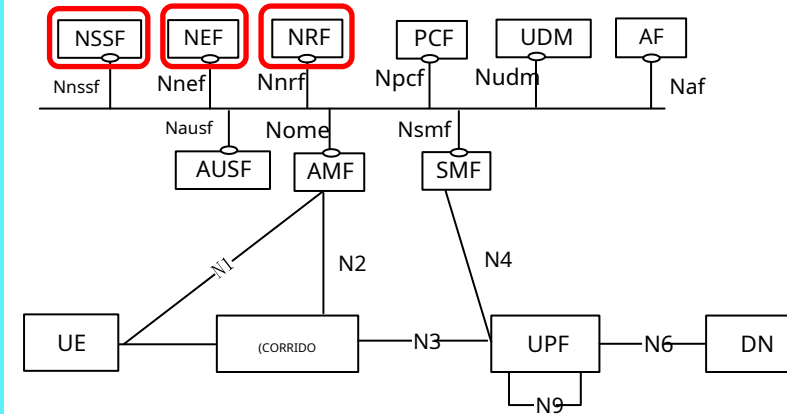 NSSF NEF NRF PCF UDM AF
Nnssf Nnef Nnrf Npcf Nudm Naf
Nausf Nome Nsmf
AUSF AMF SMF
N1 N2 N4
UE (CORRIDO N3 UPF N6 DN
N9